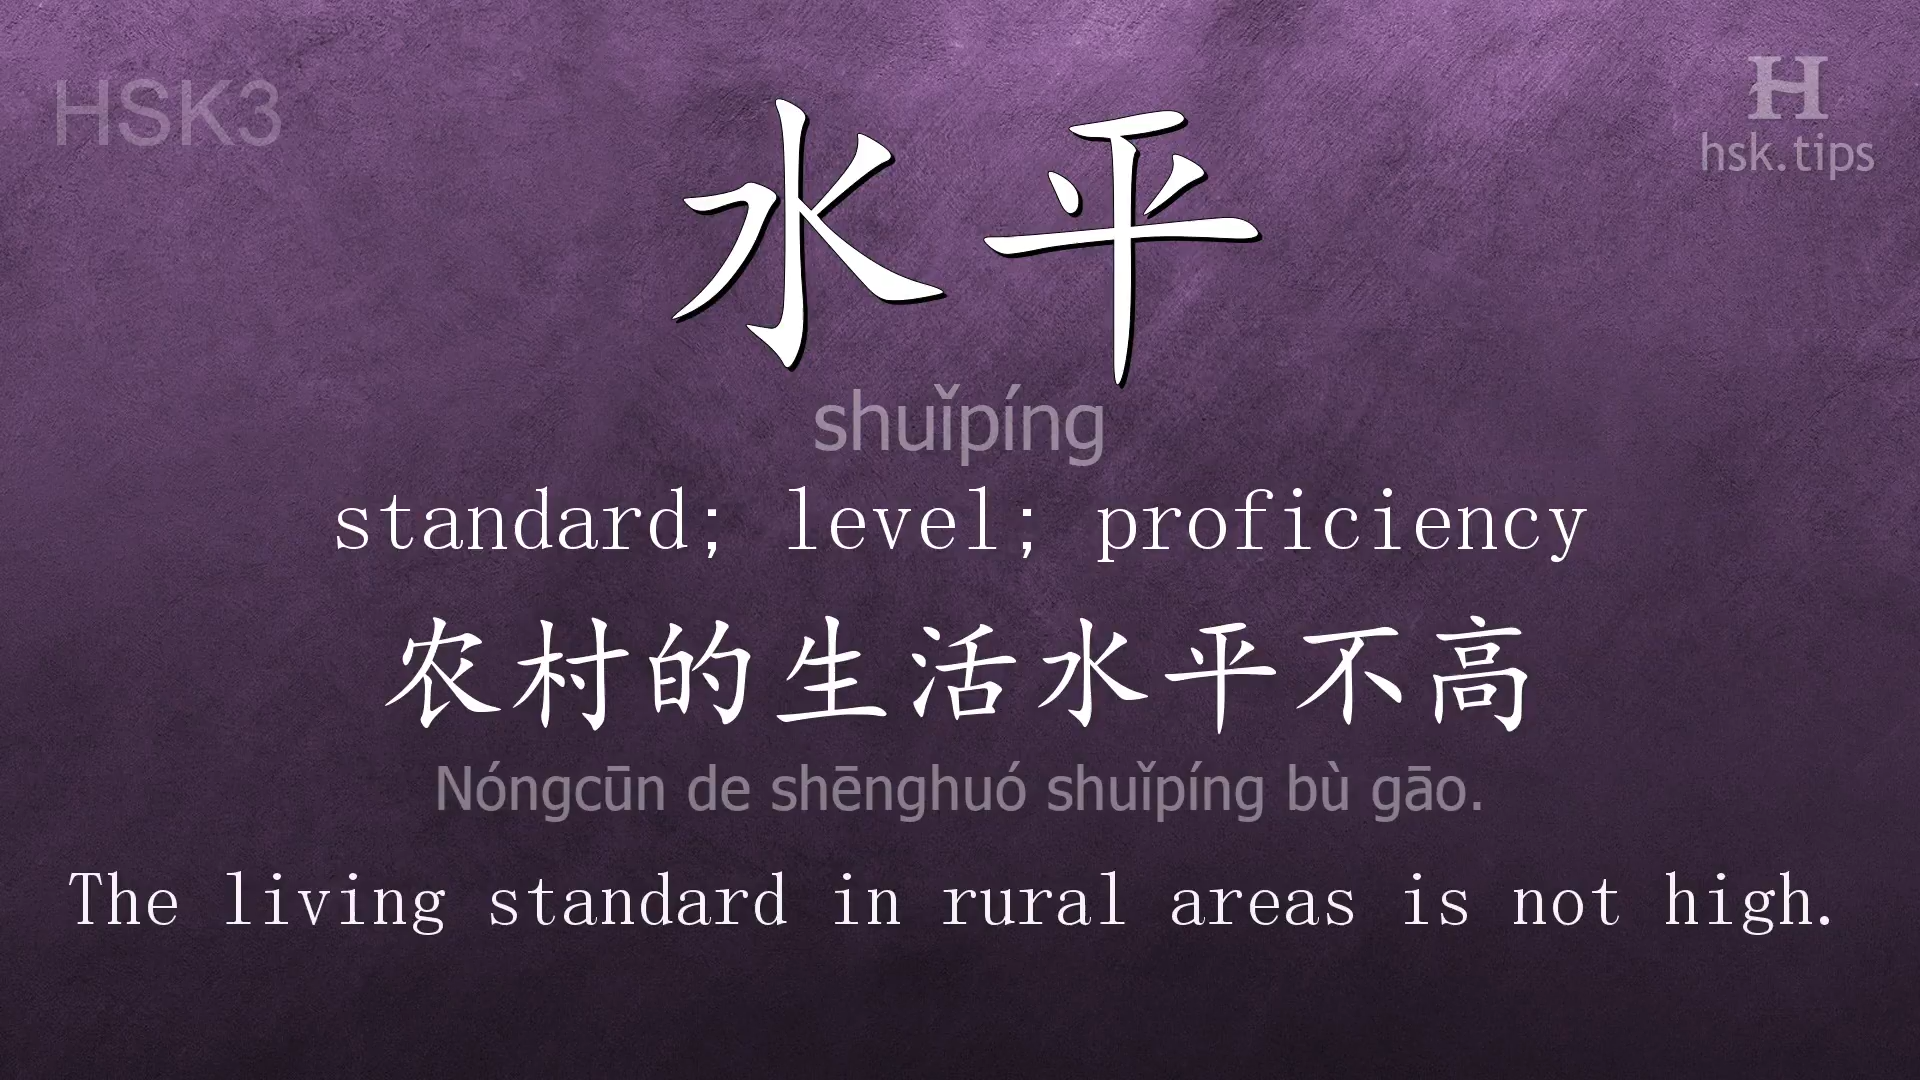 HSK3
H
hsk.tips
水平
shuǐpíng
standard; level; proficiency
农村的生活水平不高
Nóngcūn de shēnghuó shuǐpíng bù gāo.
The living standard in rural areas is not high.